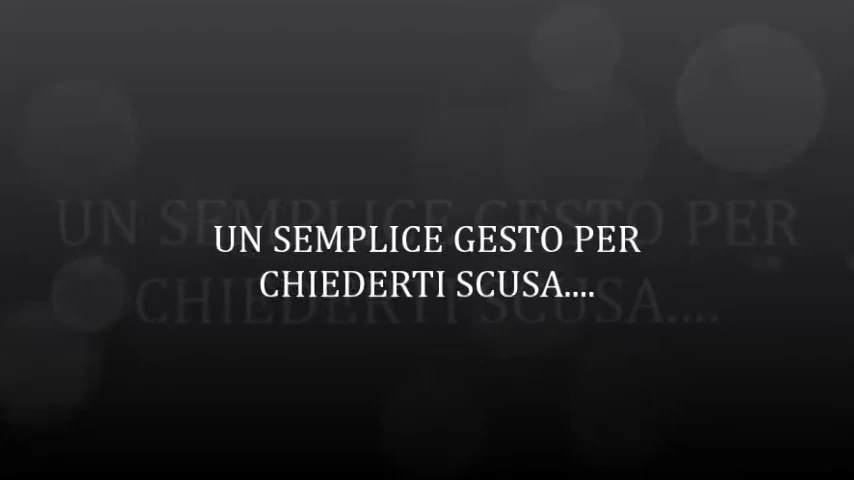 UN SEMPLICE GESTO PER
CHIEDERTI SCUSA....